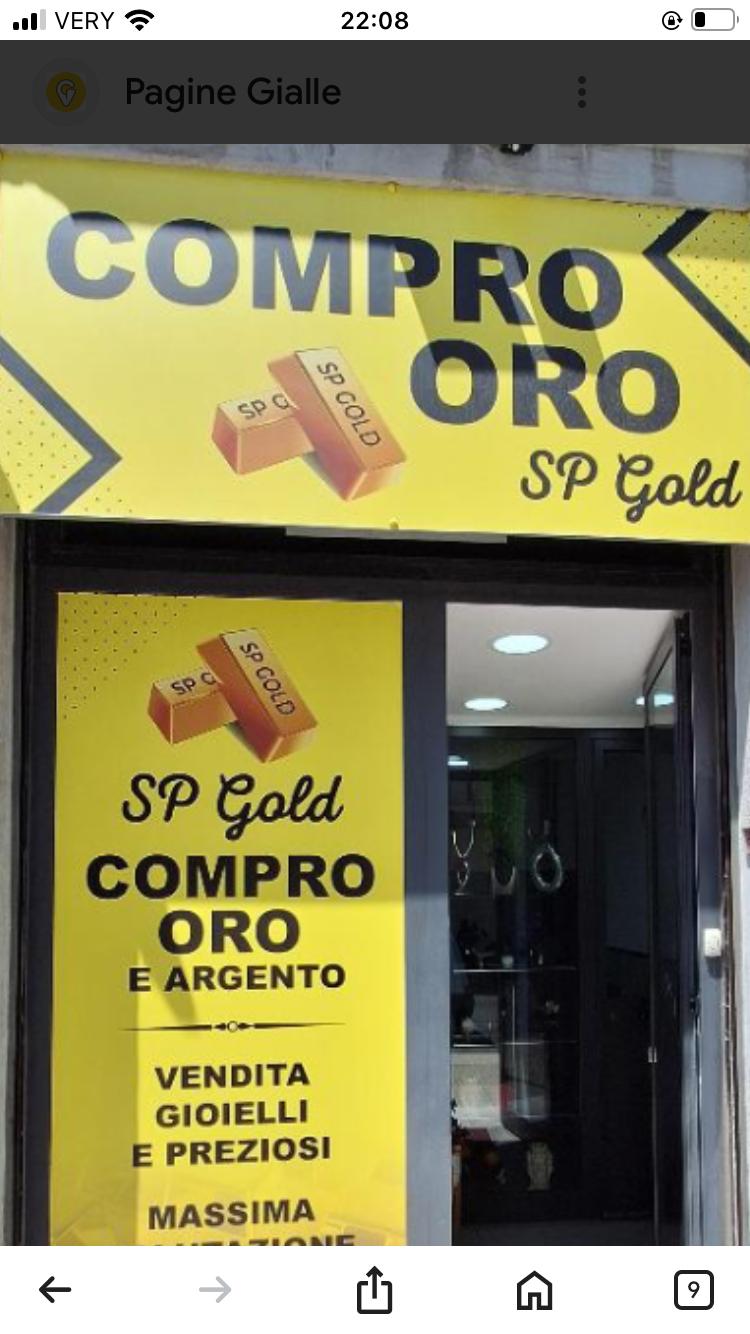 VERY 22:08
Pagine Gialle
COMPRO
ORO
SP G
SP GOLD
SP Gold
SP G
SP GOLD
SP Gold
COMPRO
ORO
E ARGENTO
VENDITA
GIOIELLI
E PREZIOSI
MASSIMA
9